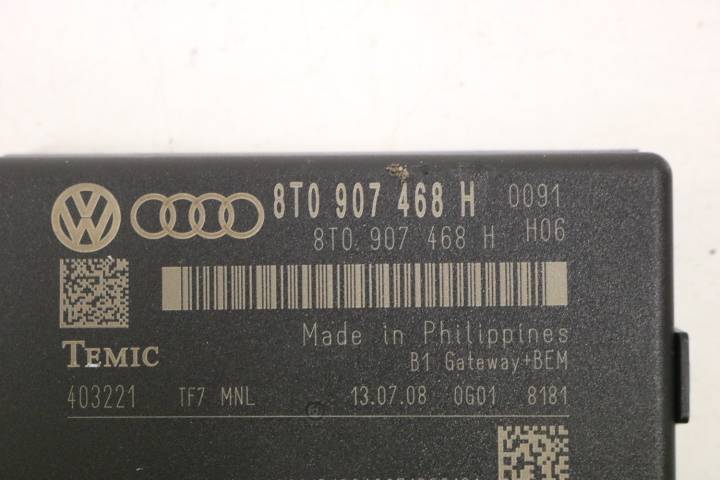 8T0 907 468 H 0091
8T0. 907 468 H H06
Made in Philippines
TEMIC B1 Gateway+BEM
403221 TF7 MNL 13.07.08 0G01 8181